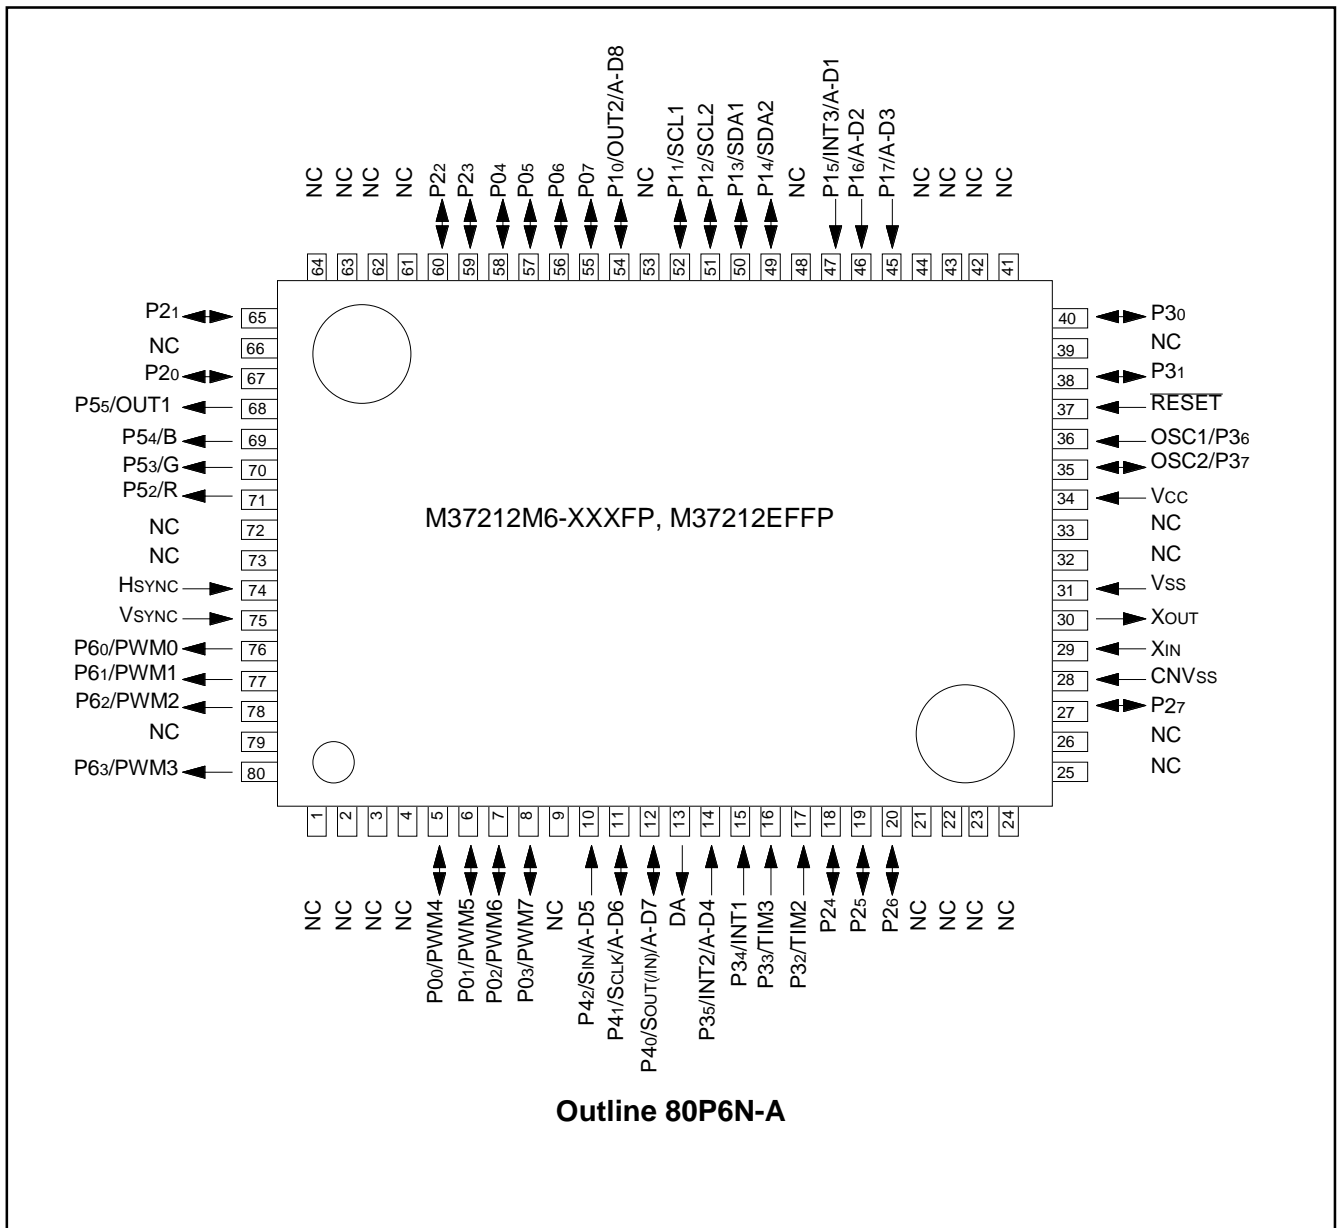 NC
NC
NC
NC
P22
P23
P04
P05
P06
P07
P10/OUT2/A-D8
NC
P11/SCL1
P12/SCL2
P13/SDA1
P14/SDA2
NC
P15/INT3/A-D1
P16/A-D2
P17/A-D3
NC
NC
NC
NC
64
63
62
61
60
59
58
57
56
55
54
53
52
51
50
49
48
47
46
45
44
43
42
41
P21 65
NC 66
P20 67
P55/OUT1 68
P54/B 69
P53/G 70
P52/R 71
NC 72
NC 73
HSYNC 74
VSYNC 75
P60/PWM0 76
P61/PWM1 77
P62/PWM2 78
NC 79
P63/PWM3 80
M37212M6-XXXFP, M37212EFFP
40 P30
39 NC
38 P31
37 RESET
36 OSC1/P36
35 OSC2/P37
34 VCC
33 NC
32 NC
31 VSS
30 XOUT
29 XIN
28 CNVSS
27 P27
26 NC
25 NC
1
2
3
4
5
6
7
8
9
10
11
12
13
14
15
16
17
18
19
20
21
22
23
24
NC
NC
NC
NC
P00/PWM4
P01/PWM5
P02/PWM6
P03/PWM7
NC
P42/SIN/A-D5
P41/SCLK/A-D6
P40/SOUT(/IN)/A-D7
DA
P35/INT2/A-D4
P34/INT1
P33/TIM3
P32/TIM2
P24
P25
P26
NC
NC
NC
NC
Outline 80P6N-A